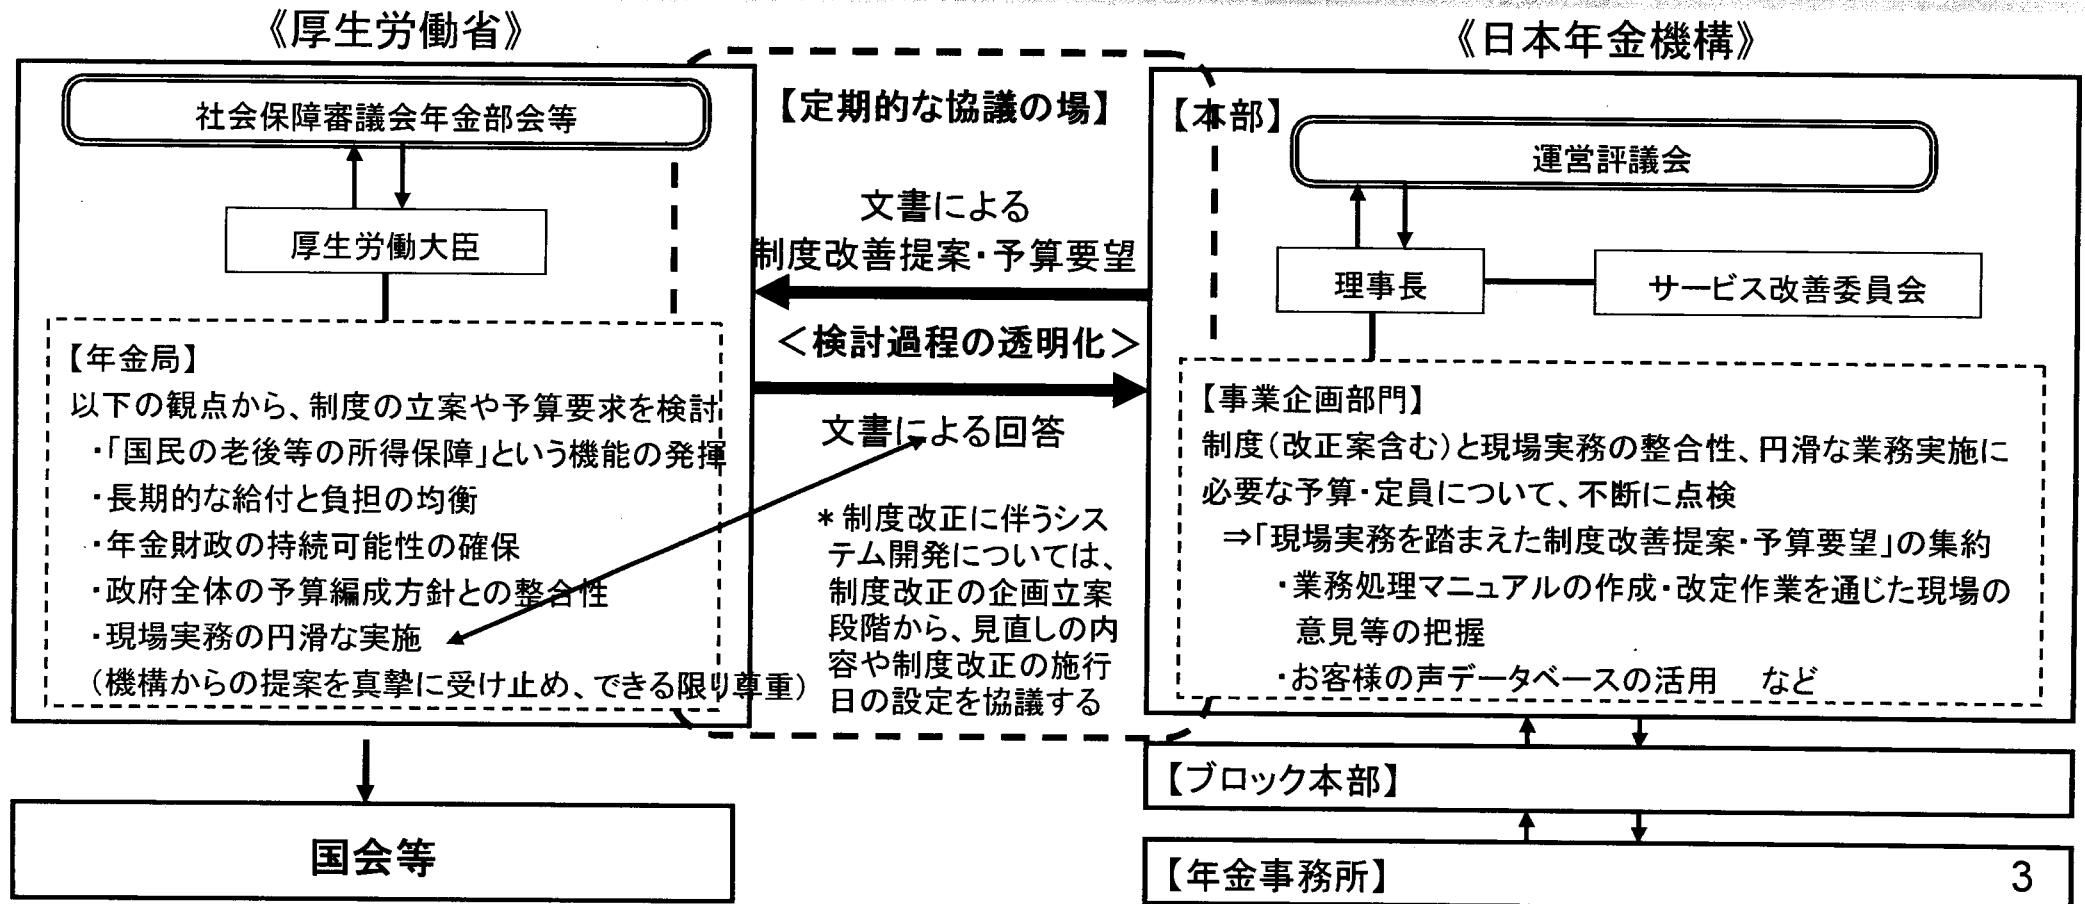 《厚生労働省》
社会保障審議会年金部会等
厚生労働大臣
【年金局】
以下の観点から、制度の立案や予算要求を検討
・「国民の老後等の所得保障」という機能の発揮
・長期的な給付と負担の均衡
・年金財政の持続可能性の確保
・政府全体の予算編成方針との整合性
・現場実務の円滑な実施
(機構からの提案を真摯に受け止め、できる限り尊重)
国会等
【定期的な協議の場】
文書による
制度改善提案・予算要望
<検討過程の透明化>
文書による回答
*制度改正に伴うシス
テム開発については、
制度改正の企画立案
段階から、見直しの内
容や制度改正の施行
日の設定を協議する
《日本年金機構》
【本部】
運営評議会
理事長
サービス改善委員会
【事業企画部門】
制度(改正案含む)と現場実務の整合性、円滑な業務実施に
必要な予算・定員について、不断に点検
⇒「現場実務を踏まえた制度改善提案・予算要望」の集約
・業務処理マニュアルの作成・改定作業を通じた現場の
意見等の把握
・お客様の声データベースの活用 など
【ブロック本部】
【年金事務所】
3